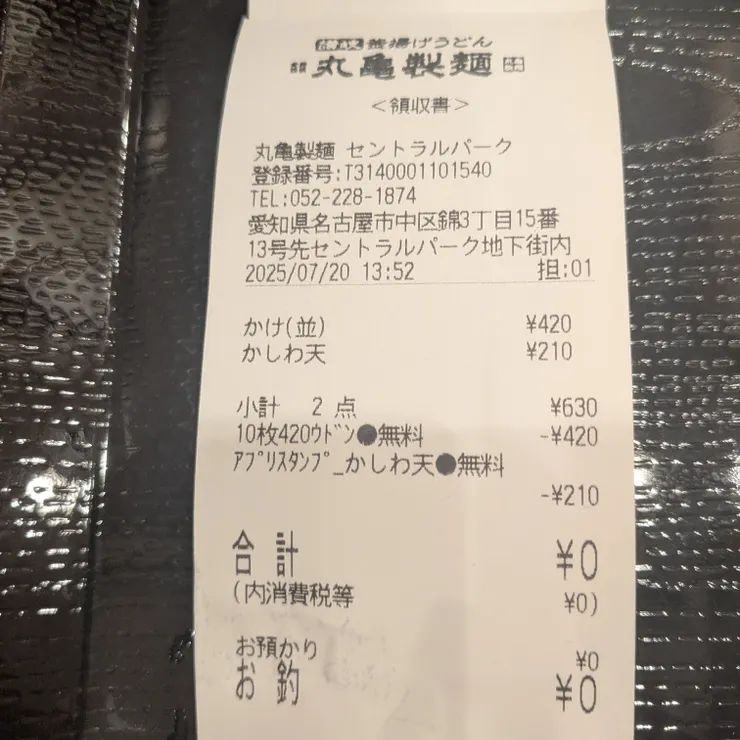 讃岐 釜揚げうどん
丸亀製麺
＜領収書＞
丸亀製麺 セントラルパーク
登録番号:T3140001101540
TEL:052-228-1874
愛知県名古屋市中区錦3丁目15番
13号先セントラルパーク地下街内
2025/07/20 13:52 担:01
かけ(並) ¥420
かしわ天 ¥210
小計 2 点 ¥630
10枚420ｳﾄﾞﾝ●無料 -¥420
ｱﾌﾟﾘｽﾀﾝﾌﾟ_かしわ天●無料
-¥210
合 計 ¥0
(内消費税等 ¥0)
お預かり ¥0
お 釣 ¥0